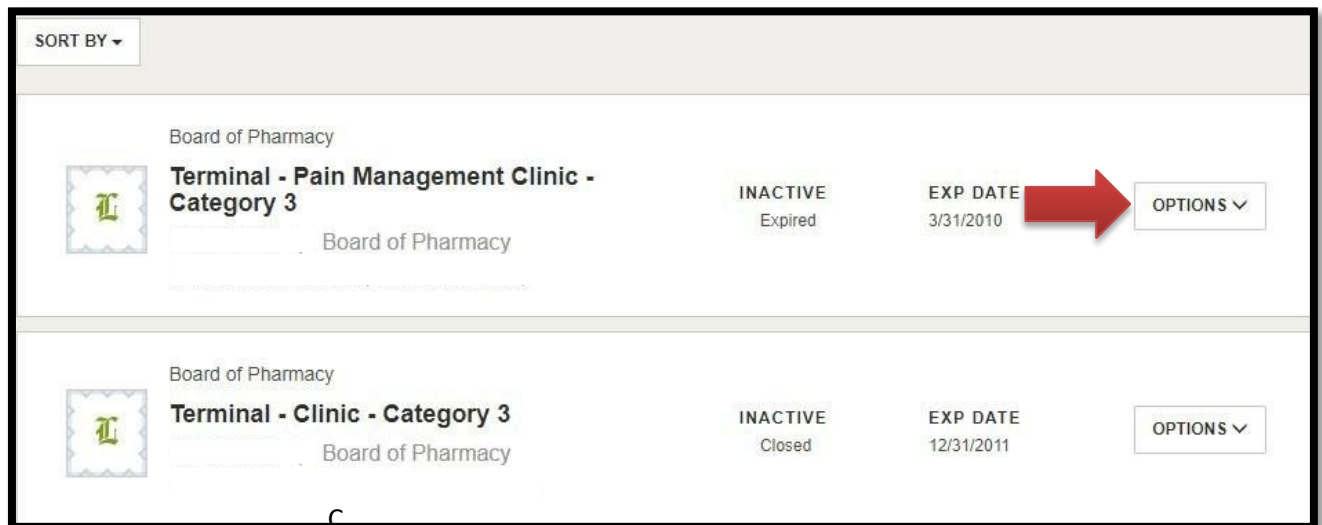 SORT BY
Board of Pharmacy
Terminal - Pain Management Clinic -
Category 3
Board of Pharmacy
L
INACTIVE
Expired
EXP DATE
3/31/2010
OPTIONS
Board of Pharmacy
Terminal - Clinic - Category 3
Board of Pharmacy
L
INACTIVE
Closed
EXP DATE
12/31/2011
OPTIONS
C